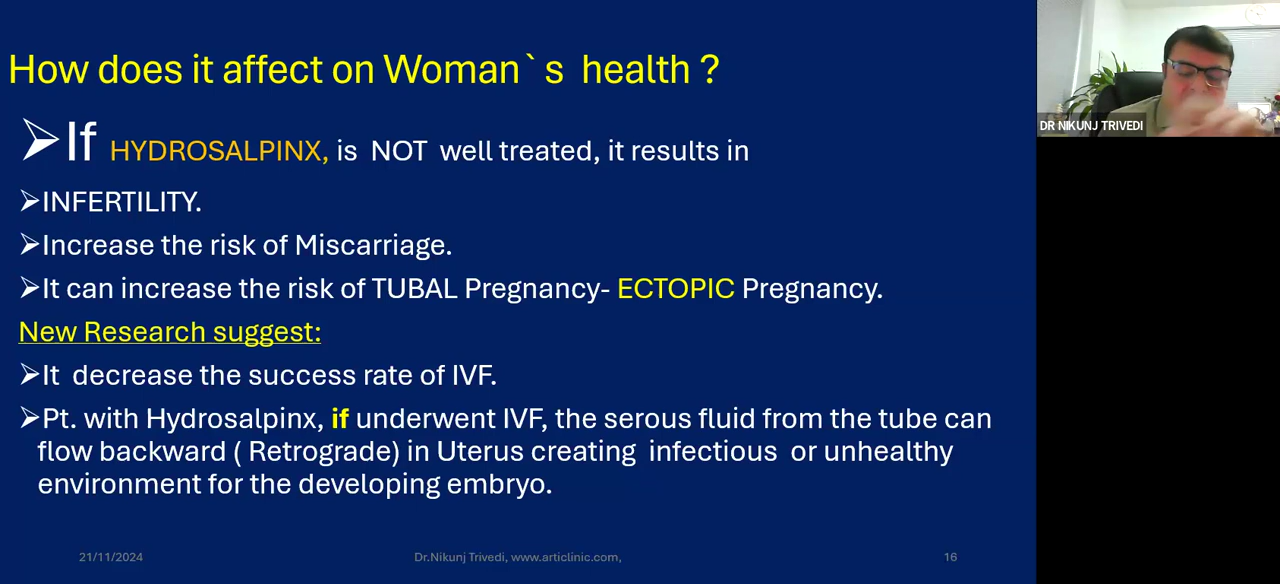 How does it affect on Woman`s health ?
➢If HYDROSALPINX, is NOT well treated, it results in
➢INFERTILITY.
➢Increase the risk of Miscarriage.
➢It can increase the risk of TUBAL Pregnancy- ECTOPIC Pregnancy.
New Research suggest:
➢It decrease the success rate of IVF.
➢Pt. with Hydrosalpinx, if underwent IVF, the serous fluid from the tube can
flow backward ( Retrograde) in Uterus creating infectious or unhealthy
environment for the developing embryo.
21/11/2024
Dr.Nikunj Trivedi, www.articlinic.com,
16
DR NIKUNJ TRIVEDI